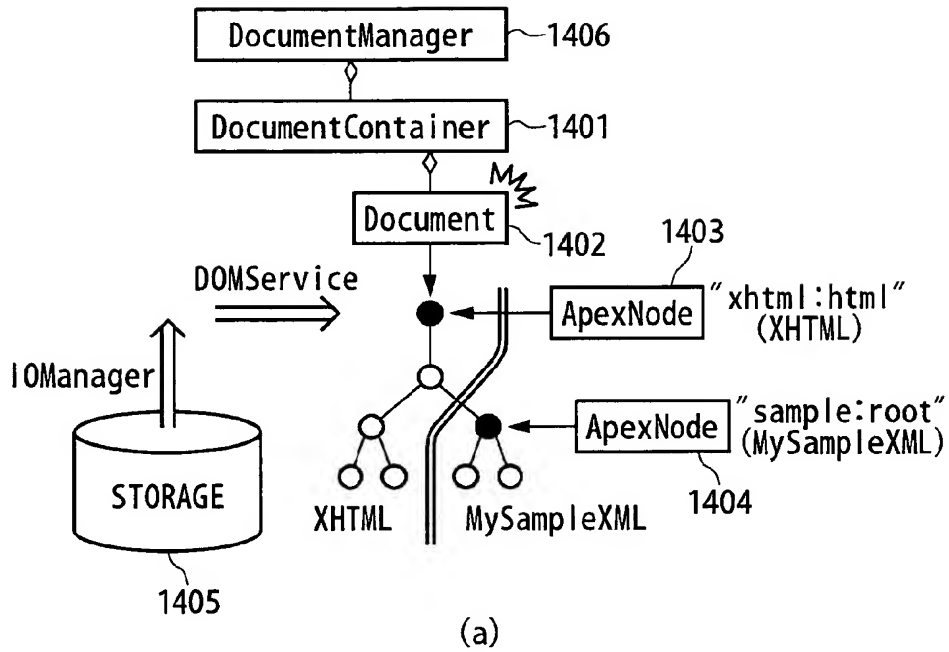 DocumentManager
1406
DocumentContainer
1401
Document
1402
1403
DOMService
ApexNode
"xhtml:html"
(XHTML)
IOManager
ApexNode
"sample:root"
(MySampleXML)
STORAGE
XHTML
MySampleXML
1404
1405
(a)